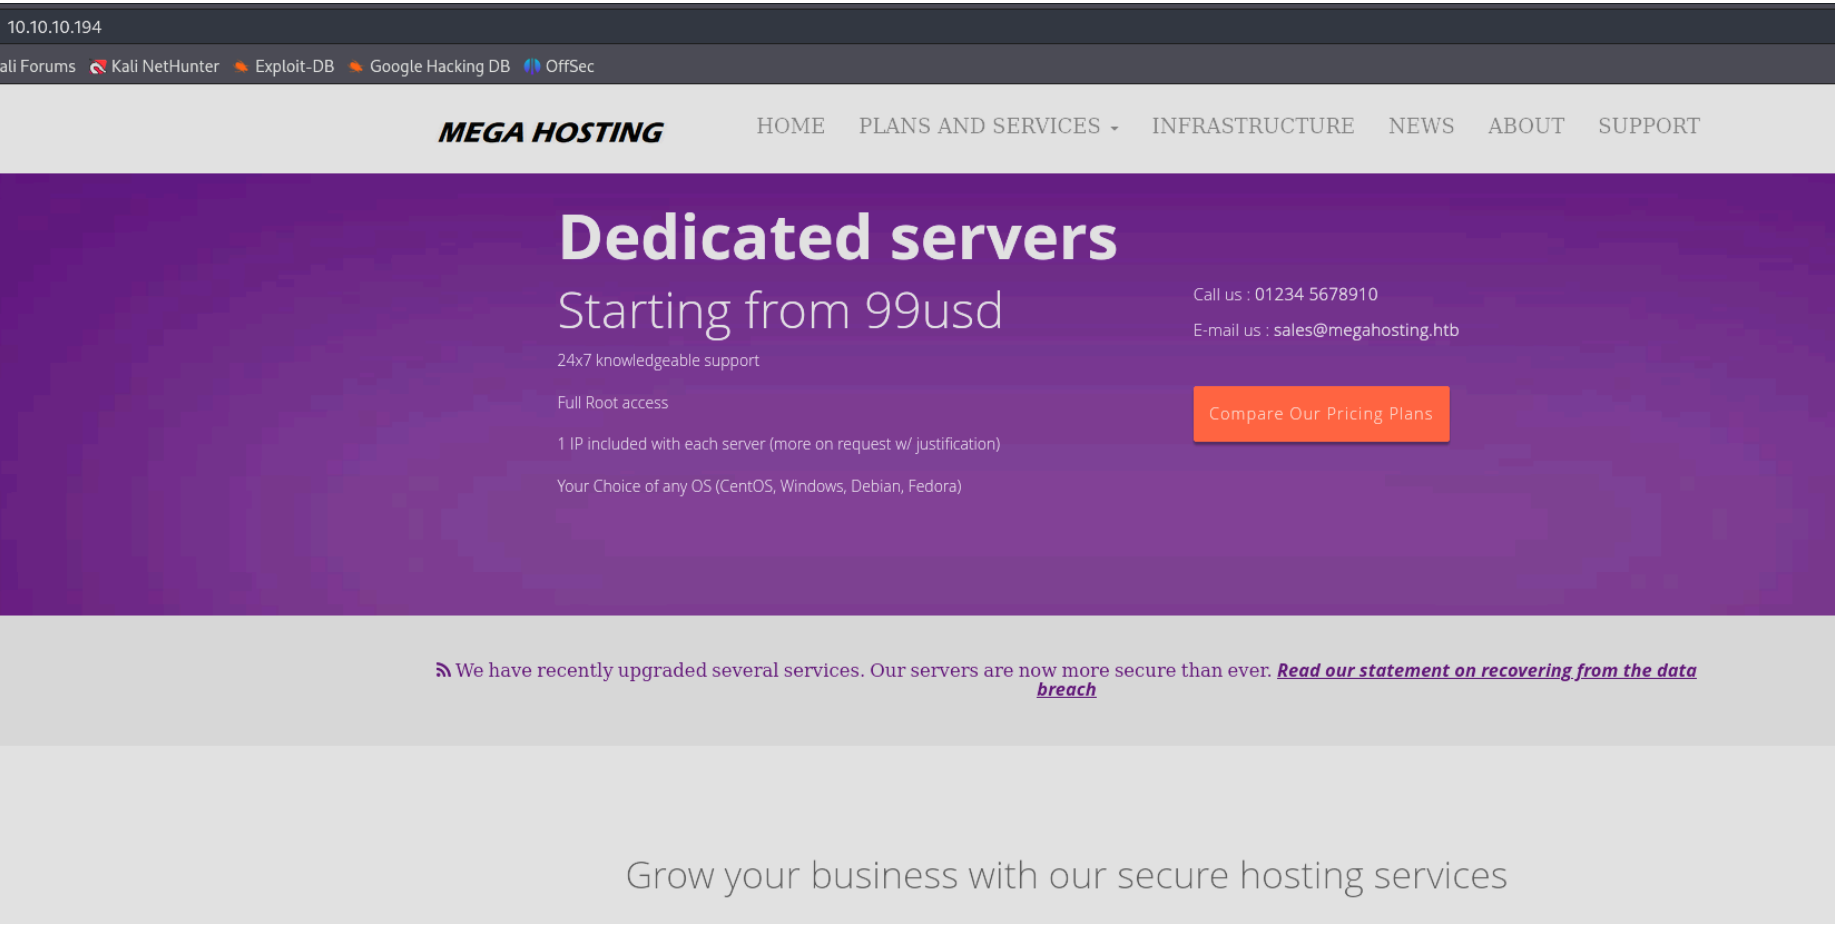 10.10.10.194
ali Forums Kali NetHunter Exploit-DB Google Hacking DB OffSec
MEGA HOSTING HOME PLANS AND SERVICES INFRASTRUCTURE NEWS ABOUT SUPPORT
Dedicated servers
Starting from 99usd
24x7 knowledgeable support
Full Root access
1 IP included with each server (more on request w/ justification)
Your Choice of any OS (CentOS, Windows, Debian, Fedora)
Call us : 01234 5678910
E-mail us : sales@megahosting.htb
Compare Our Pricing Plans
We have recently upgraded several services. Our servers are now more secure than ever. Read our statement on recovering from the data
breach
Grow your business with our secure hosting services